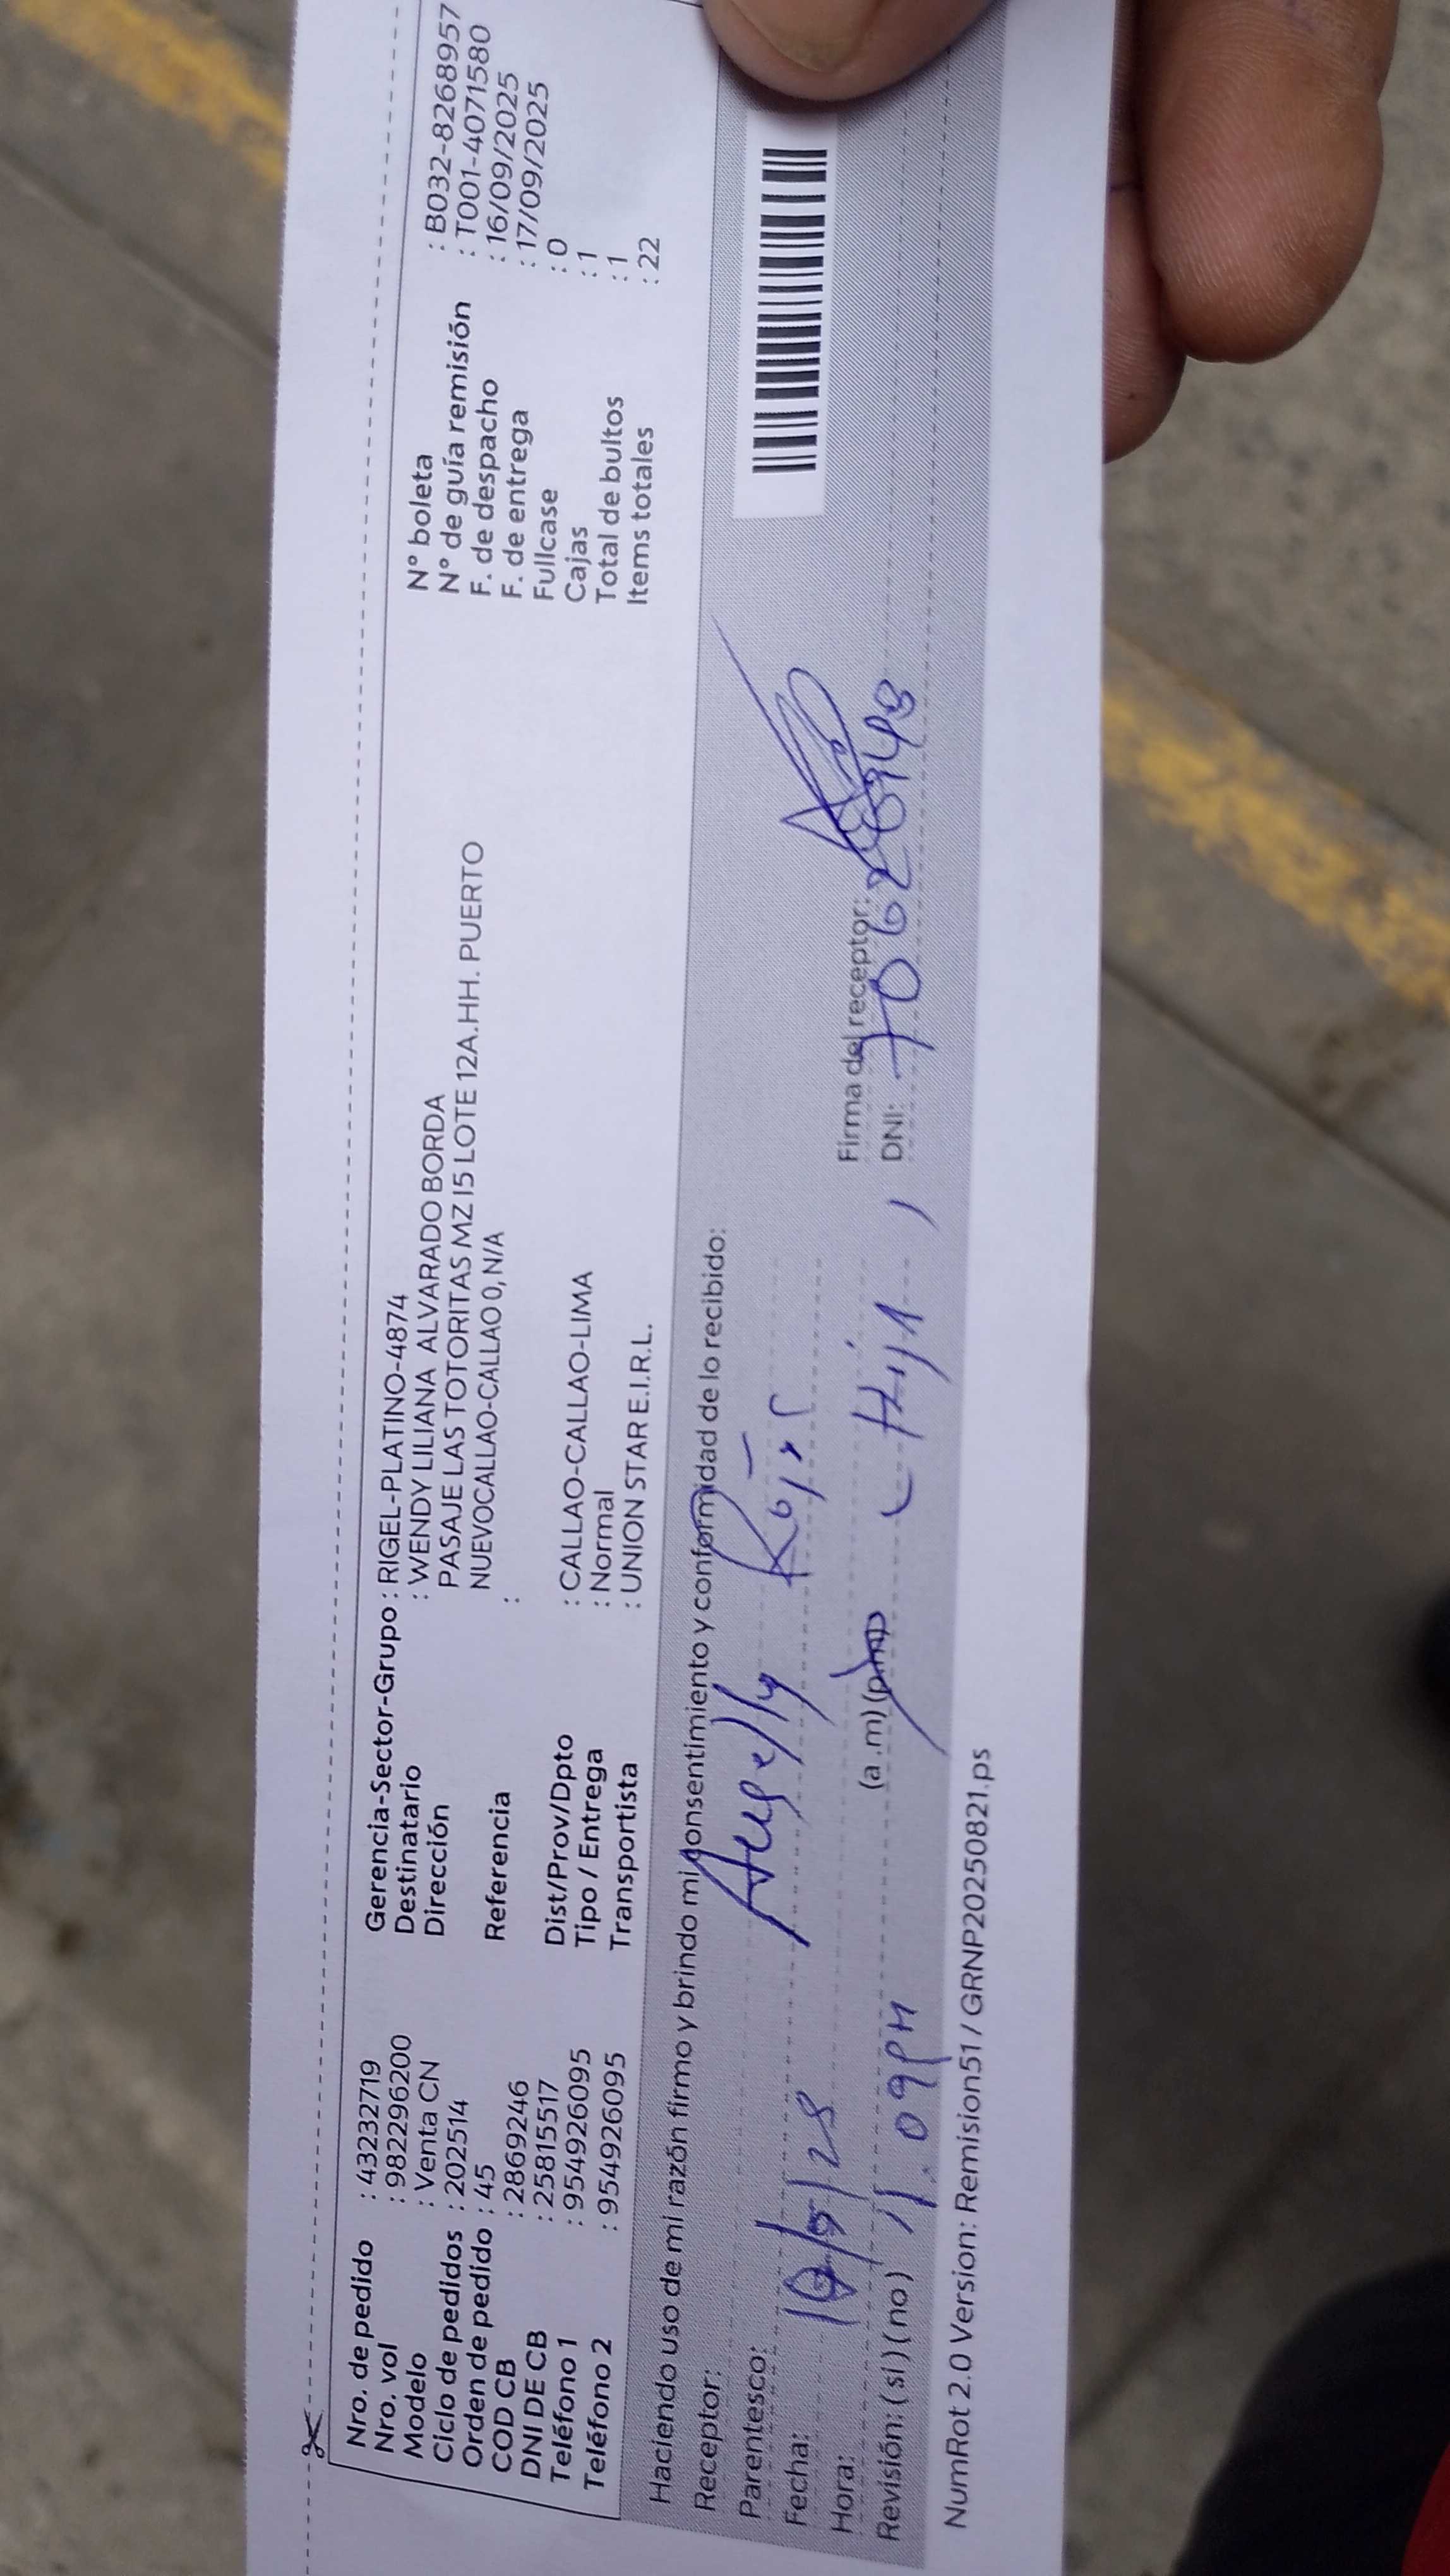 Nro. de pedido : 43232719
Nro. vol : 982296200
Modelo : Venta CN
Ciclo de pedidos : 202514
Orden de pedido : 45
COD CB : 2869246
DNI DE CB : 25815517
Teléfono 1 : 954926095
Teléfono 2 : 954926095
Gerencia-Sector-Grupo : RIGEL-PLATINO-4874
Destinatario : WENDY LILIANA ALVARADO BORDA
Dirección PASAJE LAS TOTORITAS MZ I5 LOTE 12A.HH. PUERTO
NUEVOCALLAO-CALLAO 0, N/A
Referencia :
Dist/Prov/Dpto : CALLAO-CALLAO-LIMA
Tipo / Entrega : Normal
Transportista : UNION STAR E.I.R.L.
N° boleta : B032-8268957
N° de guía remisión : T001-4071580
F. de despacho : 16/09/2025
F. de entrega : 17/09/2025
Fullcase : 0
Cajas : 1
Total de bultos : 1
Items totales : 22
Haciendo uso de mi razón firmo y brindo mi consentimiento y conformidad de lo recibido:
Receptor:
Parentesco:
Fecha:
Hora: (a .m) (p.m)
Revisión: ( si ) ( no ) 11.09PM Hija
Firma del receptor:
DNI:
NumRot 2.0 Version: Remision51 / GRNP20250821.ps